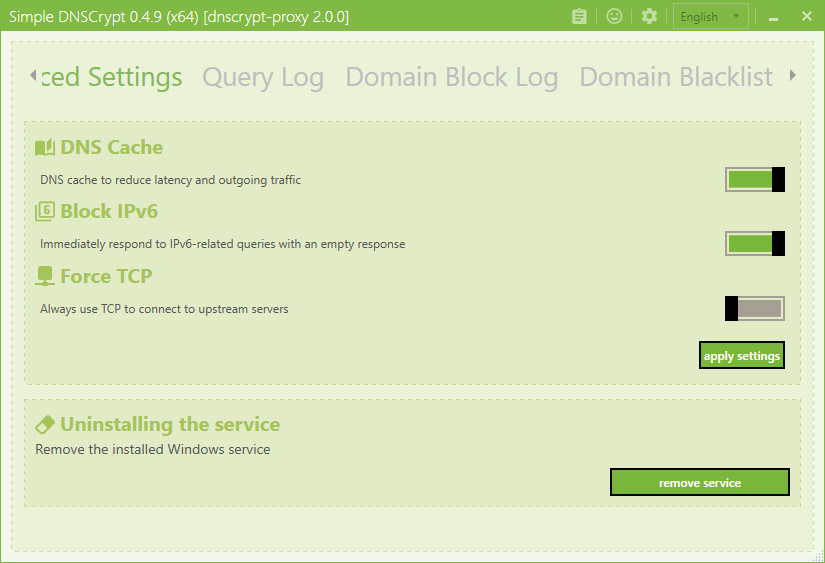 Simple DNSCrypt 0.4.9 (x64) [dnscrypt-proxy 2.0.0]
English
ced Settings
Query Log
Domain Block Log
Domain Blacklist
DNS Cache
DNS cache to reduce latency and outgoing traffic
6
Block IPv6
Immediately respond to IPv6-related queries with an empty response
Force TCP
Always use TCP to connect to upstream servers
apply settings
Uninstalling the service
Remove the installed Windows service
remove service